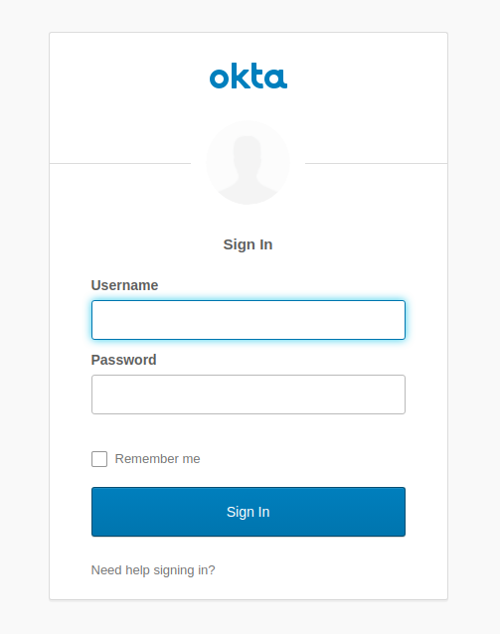 okta
Sign In
Username
Password
Remember me
Sign In
Need help signing in?